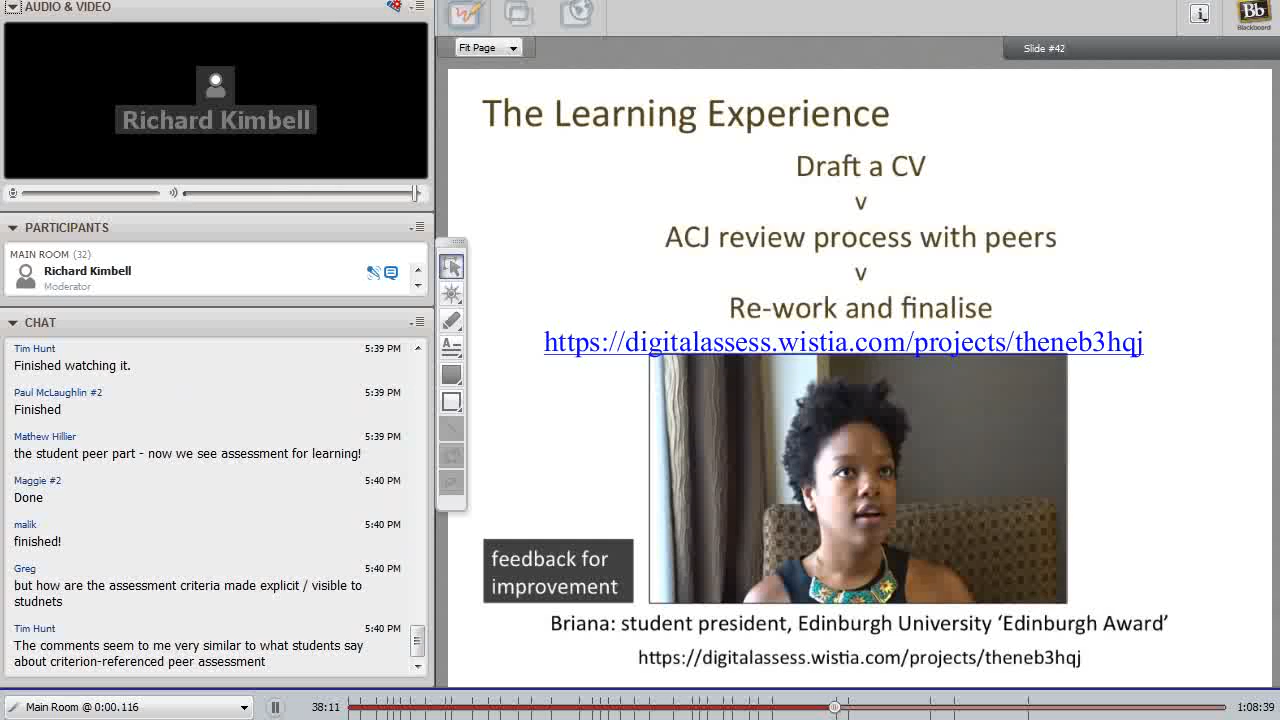 AUDIO & VIDEO
Richard Kimbell
PARTICIPANTS
MAIN ROOM (32)
Richard Kimbell
Moderator
CHAT
Tim Hunt 5:39 PM
Finished watching it.
Paul McLaughlin #2 5:39 PM
Finished
Mathew Hillier 5:39 PM
the student peer part - now we see assessment for learning!
Maggie #2 5:40 PM
Done
malik 5:40 PM
finished!
Greg 5:40 PM
but how are the assessment criteria made explicit / visible to
studnets
Tim Hunt 5:40 PM
The comments seem to me very similar to what students say
about criterion-referenced peer assessment
Bb
Blackboard
Fit Page
Slide #42
The Learning Experience
Draft a CV
v
ACJ review process with peers
v
Re-work and finalise
https://digitalassess.wistia.com/projects/theneb3hqj
feedback for
improvement
Briana: student president, Edinburgh University ‘Edinburgh Award’
https://digitalassess.wistia.com/projects/theneb3hqj
Main Room @ 0:00.116
38:11
1:08:39